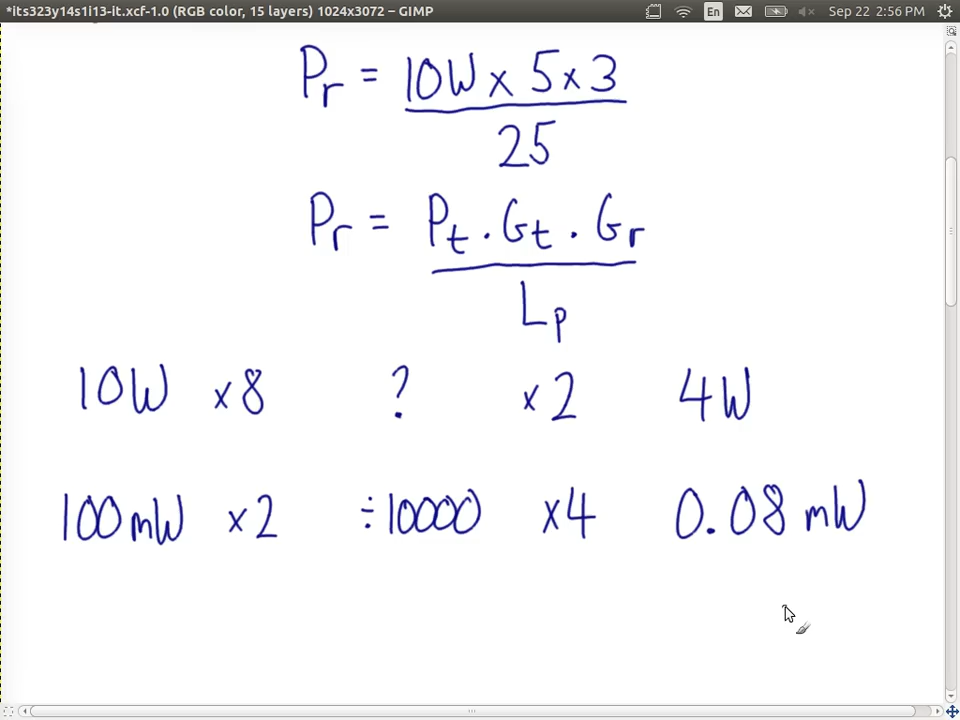 *its323y14s1i13-it.xcf-1.0 (RGB color, 15 layers) 1024x3072 – GIMP En Sep 22 2:56 PM
Pr = 10W x 5 x 3
25
Pr = Pt . Gt . Gr
Lp
10W x8 ? x2 4W
100mW x2 ÷10000 x4 0.08 mW